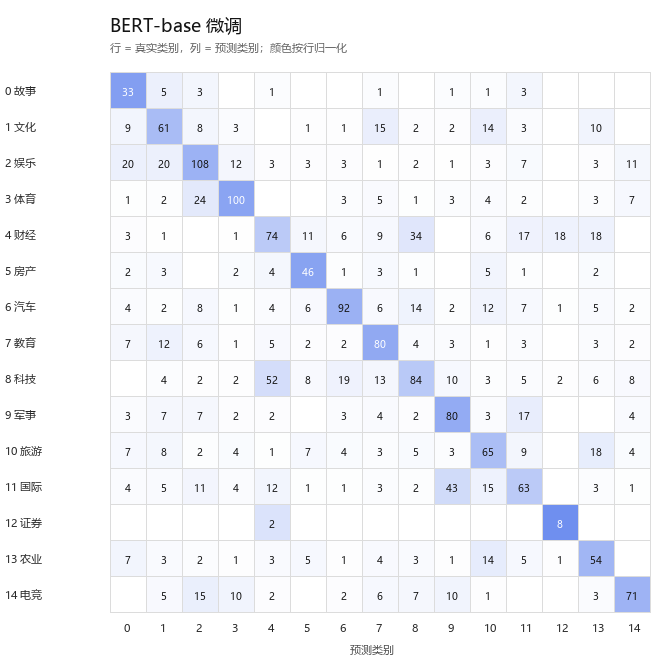 BERT-base 微调
行 = 真实类别，列 = 预测类别；颜色按行归一化
0 故事 33 5 3 1 1 1 1 3
1 文化 9 61 8 3 1 1 15 2 2 14 3 10
2 娱乐 20 20 108 12 3 3 3 1 2 1 3 7 3 11
3 体育 1 2 24 100 3 5 1 3 4 2 3 7
4 财经 3 1 1 74 11 6 9 34 6 17 18 18
5 房产 2 3 2 4 46 1 3 1 5 1 2
6 汽车 4 2 8 1 4 6 92 6 14 2 12 7 1 5 2
7 教育 7 12 6 1 5 2 2 80 4 3 1 3 3 2
8 科技 4 2 2 52 8 19 13 84 10 3 5 2 6 8
9 军事 3 7 7 2 2 3 4 2 80 3 17 4
10 旅游 7 8 2 4 1 7 4 3 5 3 65 9 18 4
11 国际 4 5 11 4 12 1 1 3 2 43 15 63 3 1
12 证券 2 8
13 农业 7 3 2 1 3 5 1 4 3 1 14 5 1 54
14 电竞 5 15 10 2 2 6 7 10 1 3 71
0 1 2 3 4 5 6 7 8 9 10 11 12 13 14
预测类别